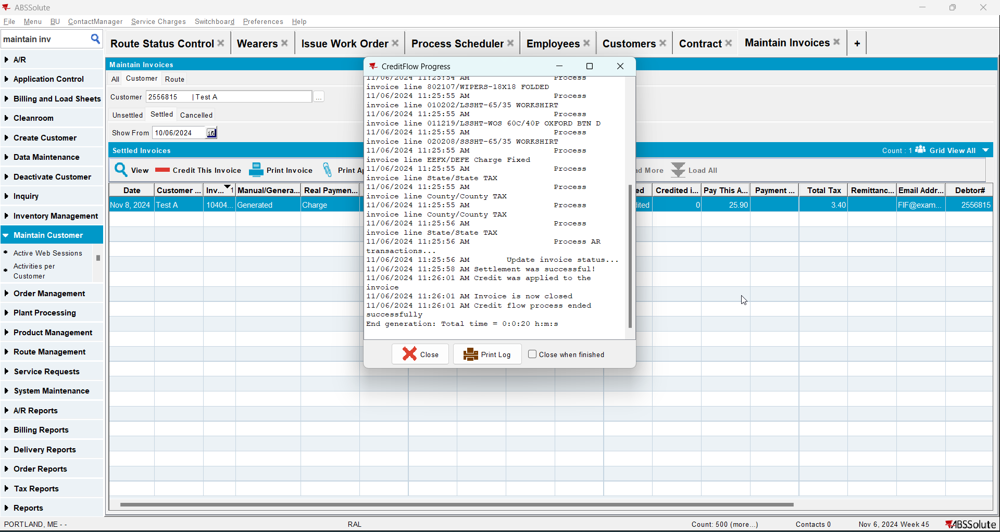 ABSSolute
File Menu BU ContactManager Service Charges Switchboard Preferences Help
maintain inv
Route Status Control Wearers Issue Work Order Process Scheduler Employees Customers Contract Maintain Invoices +
A/R
Application Control
Billing and Load Sheets
Cleanroom
Create Customer
Data Maintenance
Deactivate Customer
Inquiry
Inventory Management
Maintain Customer
Active Web Sessions
Activities per
Customer
Order Management
Plant Processing
Product Management
Route Management
Service Requests
System Maintenance
A/R Reports
Billing Reports
Delivery Reports
Order Reports
Tax Reports
Reports
Maintain Invoices
All Customer Route
Customer 2556815 | Test A ...
Unsettled Settled Cancelled
Show From 10/06/2024
Settled Invoices Count : 1 Grid View All
View Credit This Invoice Print Invoice Print A ad More Load All
Date Customer ... Inv... 1 Manual/Genera... Real Paymen... ed Credited i... Pay This A... Payment ... Total Tax Remittanc... Email Addr... Debtor#
Nov 8, 2024 Test A 10404... Generated Charge dited 0 25.90 3.40 FIF@exam... 2556815
CreditFlow Progress
11/06/2024 11:25:54 AM Process
invoice line 802107/WIPERS-18X18 FOLDED
11/06/2024 11:25:55 AM Process
invoice line 010202/LSSHT-65/35 WORKSHIRT
11/06/2024 11:25:55 AM Process
invoice line 011219/LSSHT-WOS 60C/40P OXFORD BTN D
11/06/2024 11:25:55 AM Process
invoice line 020208/SSSHT-65/35 WORKSHIRT
11/06/2024 11:25:55 AM Process
invoice line EEFX/DEFE Charge Fixed
11/06/2024 11:25:55 AM Process
invoice line State/State TAX
11/06/2024 11:25:55 AM Process
invoice line County/County TAX
11/06/2024 11:25:55 AM Process
invoice line County/County TAX
11/06/2024 11:25:56 AM Process
invoice line State/State TAX
11/06/2024 11:25:56 AM Process AR
transactions...
11/06/2024 11:25:56 AM Update invoice status...
11/06/2024 11:25:58 AM Settlement was successful!
11/06/2024 11:26:01 AM Credit was applied to the
invoice
11/06/2024 11:26:01 AM Invoice is now closed
11/06/2024 11:26:01 AM Credit flow process ended
successfully
End generation: Total time = 0:0:20 h:m:s
Close Print Log Close when finished
PORTLAND, ME - - RAL Count: 500 (more...) Contacts 0 Nov 6, 2024 Week 45 ABSSolute